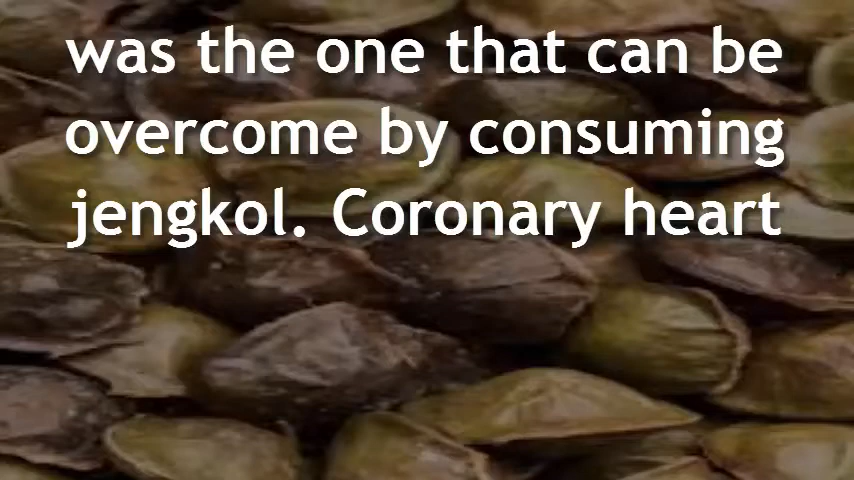 was the one that can be
overcome by consuming
jengkol. Coronary heart